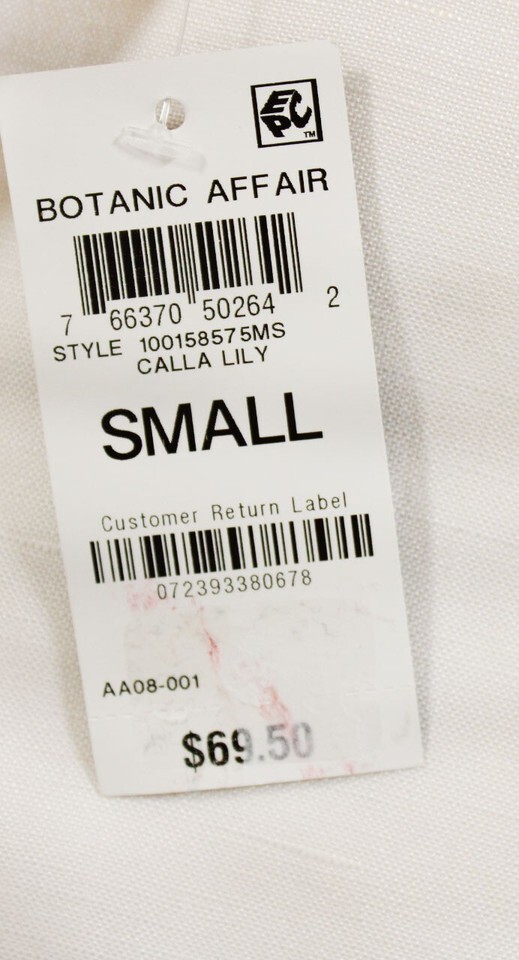 EPC
TM
BOTANIC AFFAIR
7 66370 50264 2
STYLE 100158575MS
CALLA LILY
SMALL
Customer Return Label
072393380678
AA08-001
$69.50